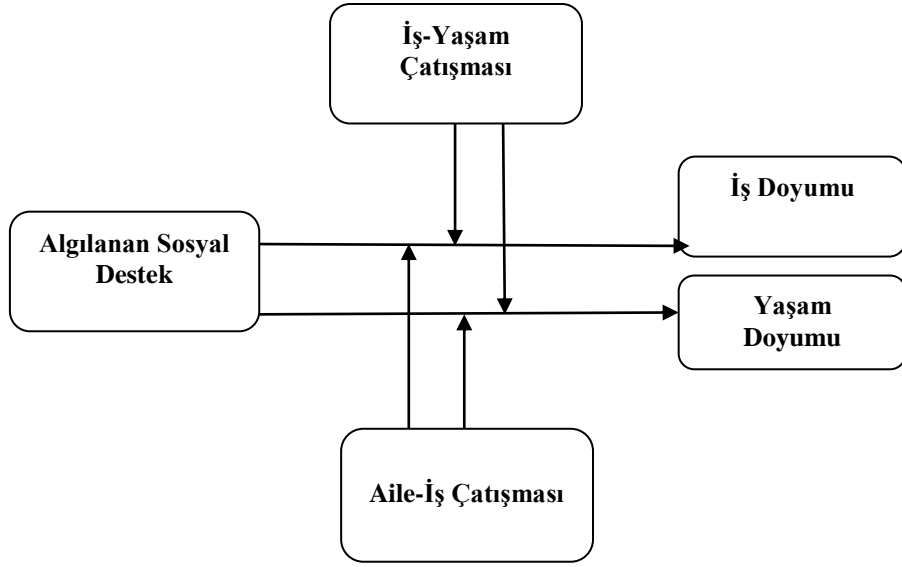 İş-Yaşam
Çatışması
İş Doyumu
Algılanan Sosyal
Destek
Yaşam
Doyumu
Aile-İş Çatışması